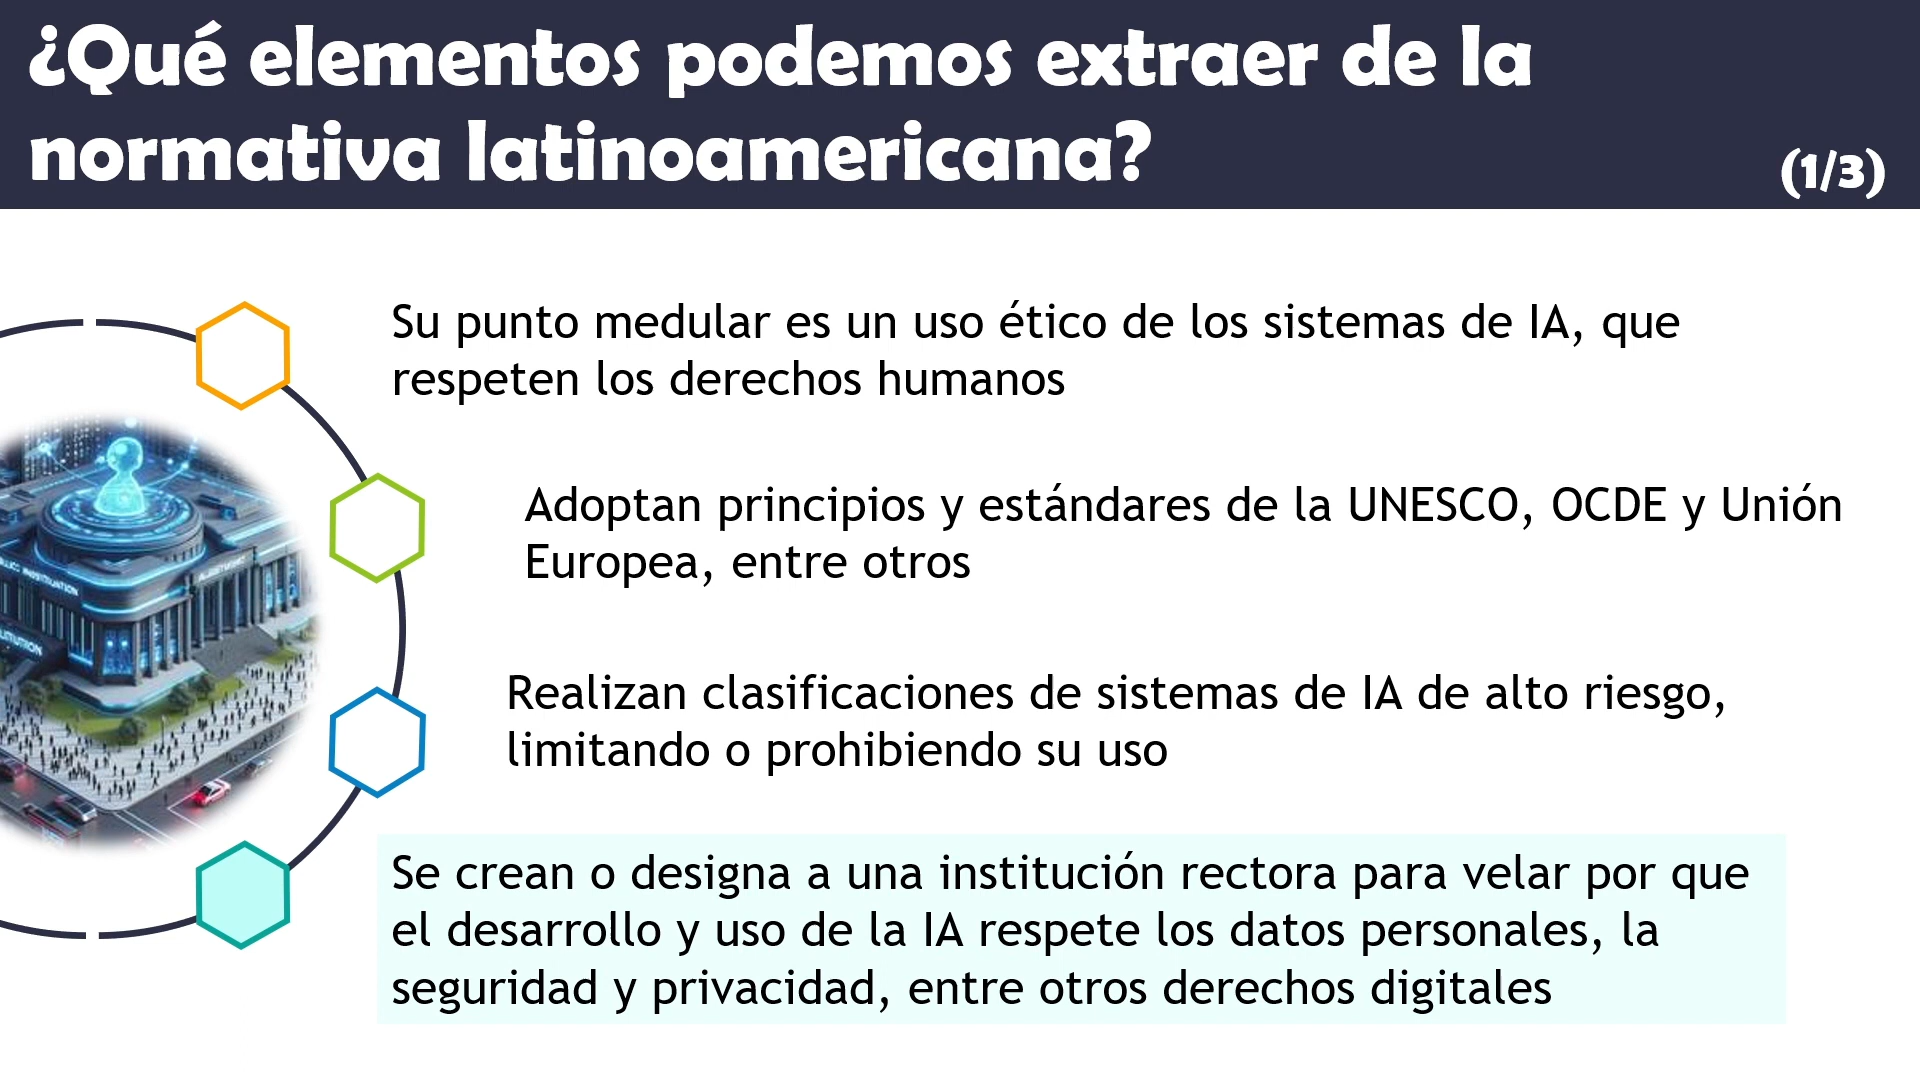 ¿Qué elementos podemos extraer de la
normativa latinoamericana?
(1/3)
Su punto medular es un uso ético de los sistemas de IA, que
respeten los derechos humanos
Adoptan principios y estándares de la UNESCO, OCDE y Unión
Europea, entre otros
Realizan clasificaciones de sistemas de IA de alto riesgo,
limitando o prohibiendo su uso
Se crean o designa a una institución rectora para velar por que
el desarrollo y uso de la IA respete los datos personales, la
seguridad y privacidad, entre otros derechos digitales